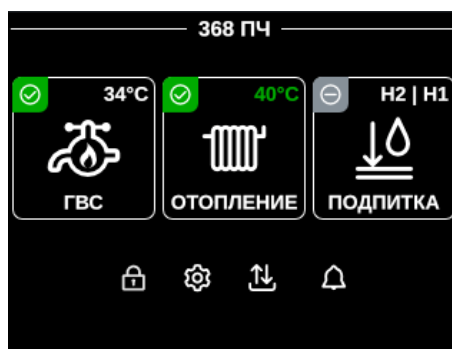 368 ПЧ
34°C
40°C
H2 | H1
ГВС
ОТОПЛЕНИЕ
ПОДПИТКА